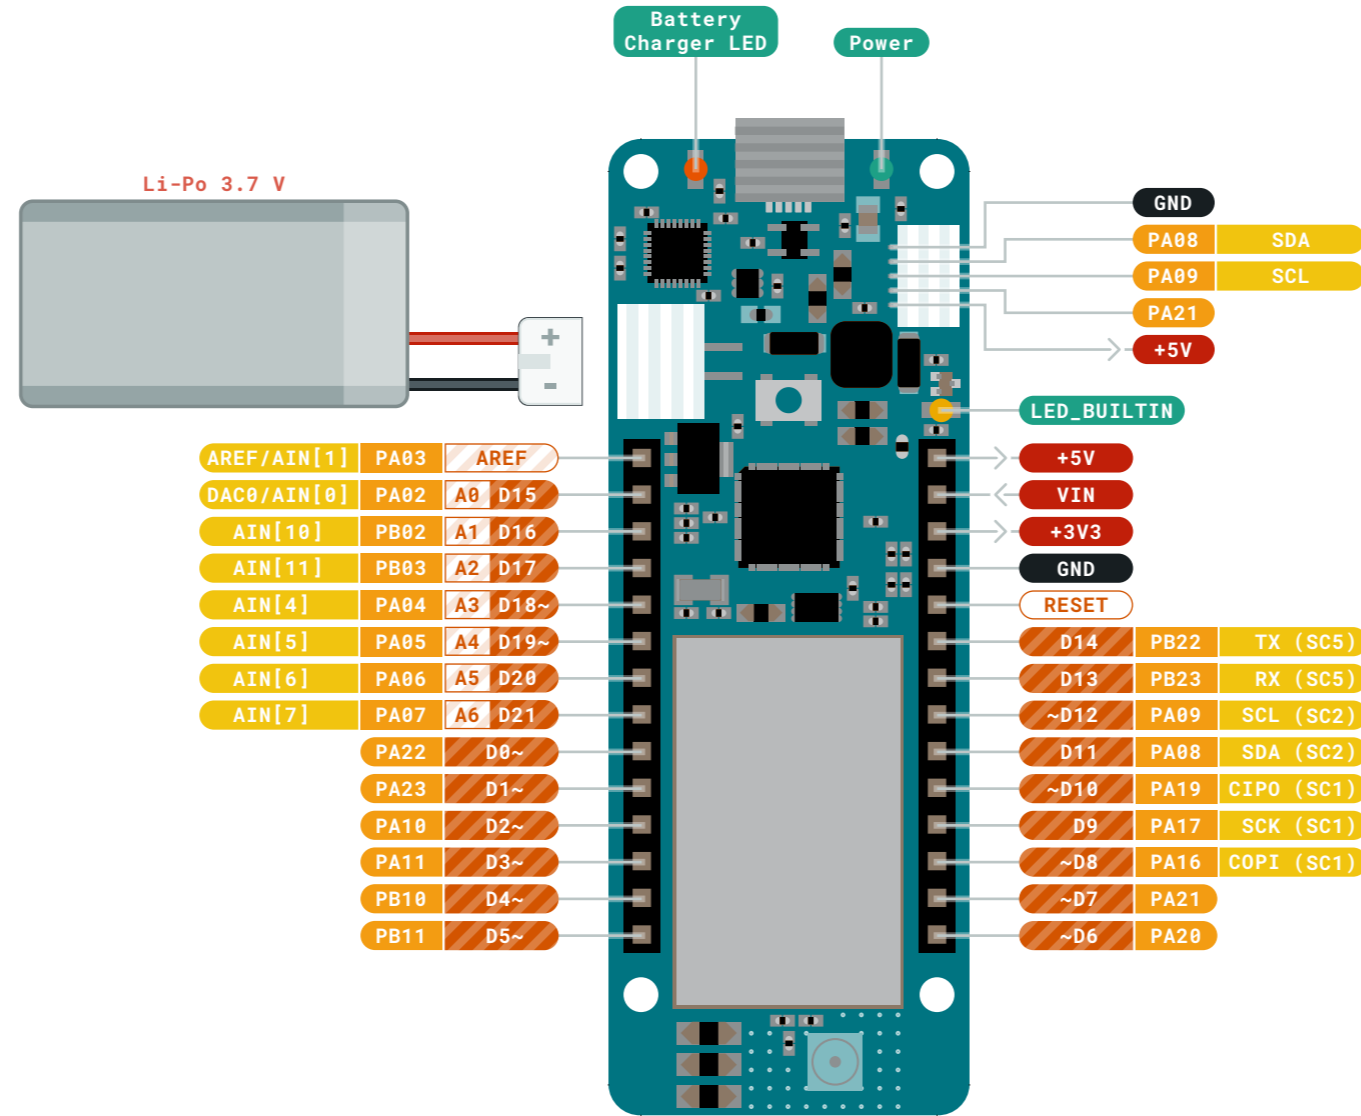 Battery
Charger LED
Power
Li-Po 3.7 V
+
-
GND
PA08 SDA
PA09 SCL
PA21
+5V
LED_BUILTIN
AREF/AIN[1] PA03 AREF
DAC0/AIN[0] PA02 A0 D15
AIN[10] PB02 A1 D16
AIN[11] PB03 A2 D17
AIN[4] PA04 A3 D18~
AIN[5] PA05 A4 D19~
AIN[6] PA06 A5 D20
AIN[7] PA07 A6 D21
PA22 D0~
PA23 D1~
PA10 D2~
PA11 D3~
PB10 D4~
PB11 D5~
+5V
VIN
+3V3
GND
RESET
D14 PB22 TX (SC5)
D13 PB23 RX (SC5)
~D12 PA09 SCL (SC2)
D11 PA08 SDA (SC2)
~D10 PA19 CIPO (SC1)
D9 PA17 SCK (SC1)
~D8 PA16 COPI (SC1)
~D7 PA21
~D6 PA20